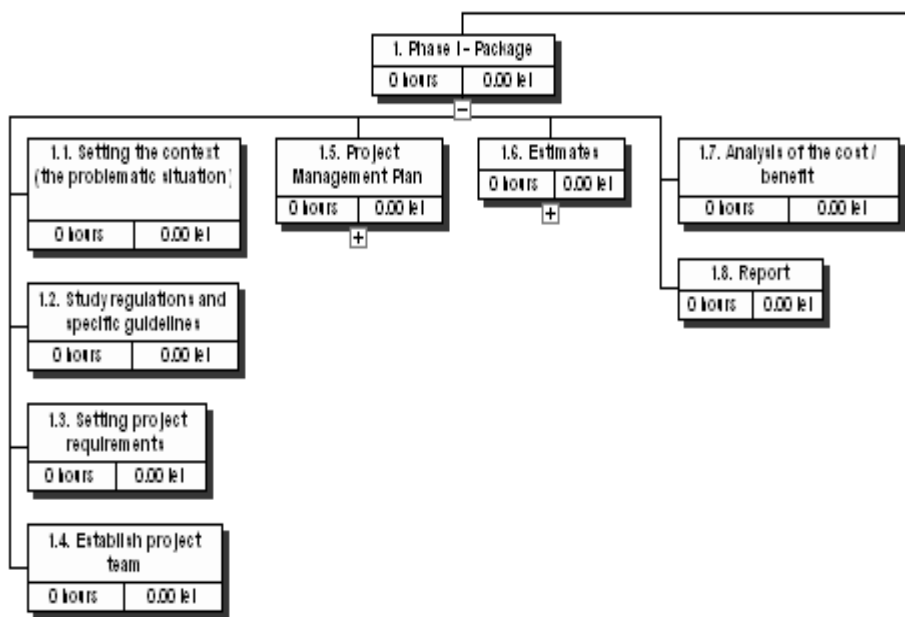 1. Phase I - Package
0 hours 0.00 lei
−
1.1. Setting the context
(the problematic situation)
0 hours 0.00 lei
1.2. Study regulations and
specific guidelines
0 hours 0.00 lei
1.3. Setting project
requirements
0 hours 0.00 lei
1.4. Establish project
team
0 hours 0.00 lei
1.5. Project
Management Plan
0 hours 0.00 lei
+
1.6. Estimates
0 hours 0.00 lei
+
1.7. Analysis of the cost /
benefit
0 hours 0.00 lei
1.8. Report
0 hours 0.00 lei